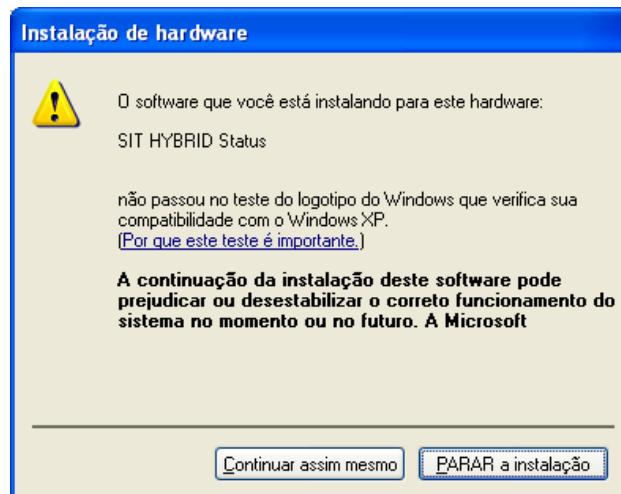 Instalação de hardware
O software que você está instalando para este hardware:
SIT HYBRID Status
não passou no teste do logotipo do Windows que verifica sua
compatibilidade com o Windows XP.
(Por que este teste é importante.)
A continuação da instalação deste software pode
prejudicar ou desestabilizar o correto funcionamento do
sistema no momento ou no futuro. A Microsoft
Continuar assim mesmo
PARAR a instalação